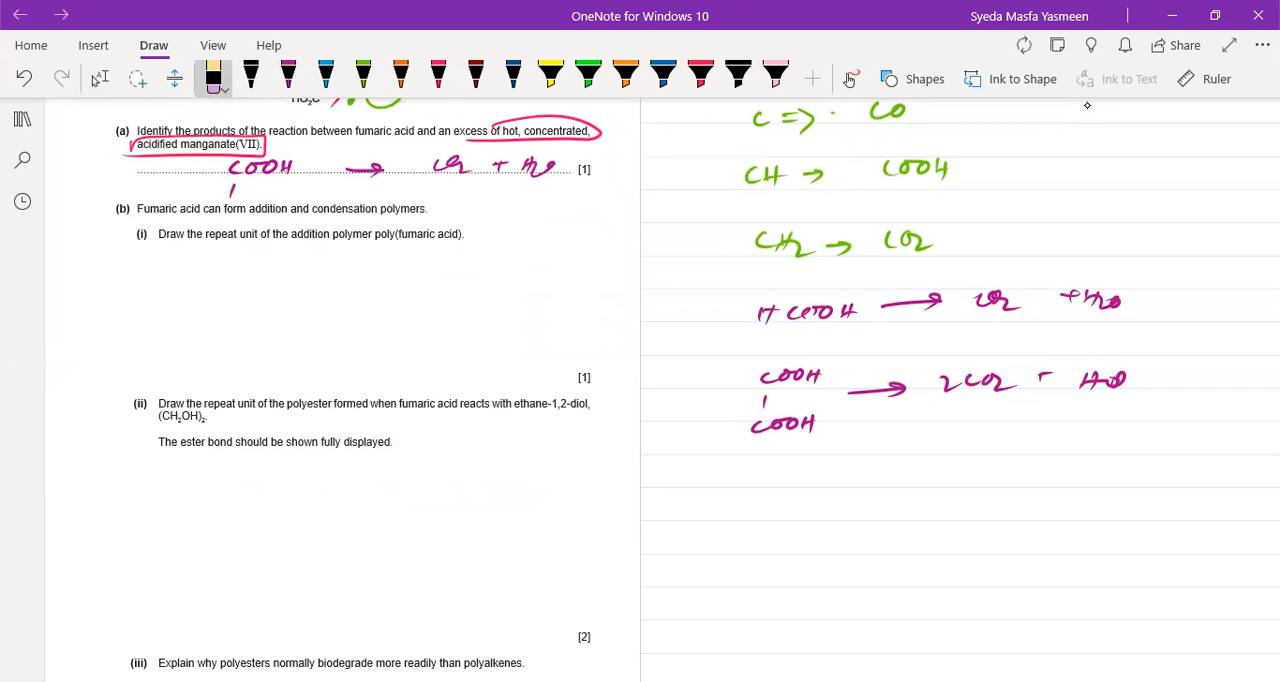 OneNote for Windows 10
Syeda Masfa Yasmeen
Home Insert Draw View Help
Share
Shapes Ink to Shape Ink to Text Ruler
HO₂C
(a) Identify the products of the reaction between fumaric acid and an excess of hot, concentrated,
acidified manganate(VII).
COOH → CO2 + H2O [1]
(b) Fumaric acid can form addition and condensation polymers.
(i) Draw the repeat unit of the addition polymer poly(fumaric acid).
[1]
(ii) Draw the repeat unit of the polyester formed when fumaric acid reacts with ethane-1,2-diol,
(CH₂OH)₂.
The ester bond should be shown fully displayed.
[2]
(iii) Explain why polyesters normally biodegrade more readily than polyalkenes.
C => CO
CH → COOH
CH2 → CO2
HCOOH → CO2 + H2O
COOH → 2CO2 + H2O
COOH